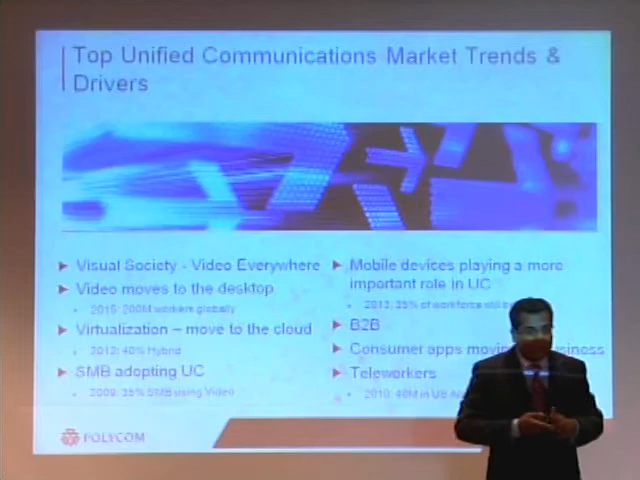 Top Unified Communications Market Trends &
Drivers
Visual Society - Video Everywhere
Video moves to the desktop
2015: 200M workers globally
Virtualization – move to the cloud
2012: 40% Hybrid
SMB adopting UC
2009: 35% SMB using Video
Mobile devices playing a more
important role in UC
2013: 35% of workforce
B2B
Consumer apps
Teleworkers
2010: 40M in US
POLYCOM